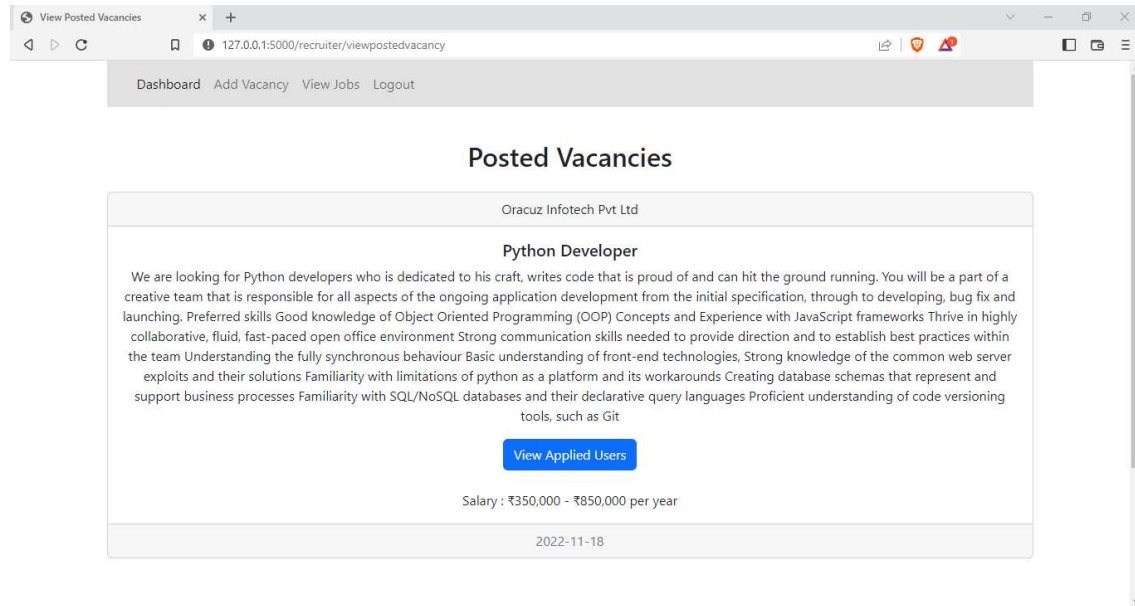 View Posted Vacancies
127.0.0.1:5000/recruiter/viewpostedvacancy
Dashboard Add Vacancy View Jobs Logout
Posted Vacancies
Oracuz Infotech Pvt Ltd
Python Developer
We are looking for Python developers who is dedicated to his craft, writes code that is proud of and can hit the ground running. You will be a part of a
creative team that is responsible for all aspects of the ongoing application development from the initial specification, through to developing, bug fix and
launching. Preferred skills Good knowledge of Object Oriented Programming (OOP) Concepts and Experience with JavaScript frameworks Thrive in highly
collaborative, fluid, fast-paced open office environment Strong communication skills needed to provide direction and to establish best practices within
the team Understanding the fully synchronous behaviour Basic understanding of front-end technologies, Strong knowledge of the common web server
exploits and their solutions Familiarity with limitations of python as a platform and its workarounds Creating database schemas that represent and
support business processes Familiarity with SQL/NoSQL databases and their declarative query languages Proficient understanding of code versioning
tools, such as Git
View Applied Users
Salary : ₹350,000 - ₹850,000 per year
2022-11-18